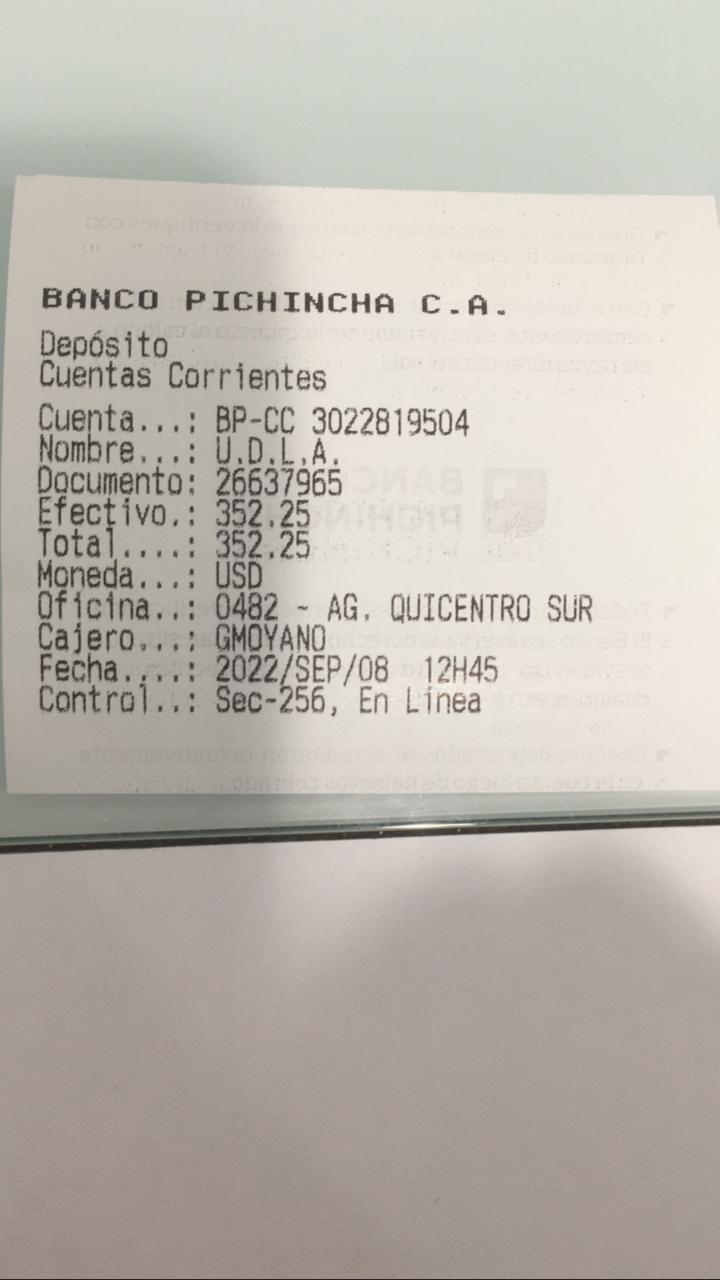 BANCO PICHINCHA C.A.
Depósito
Cuentas Corrientes
Cuenta...: BP-CC 3022819504
Nombre...: U.D.L.A.
Documento: 26637965
Efectivo.: 352.25
Total....: 352.25
Moneda...: USD
Oficina..: 0482 - AG. QUICENTRO SUR
Cajero...: GMOYANO
Fecha....: 2022/SEP/08 12H45
Control..: Sec-256, En Línea